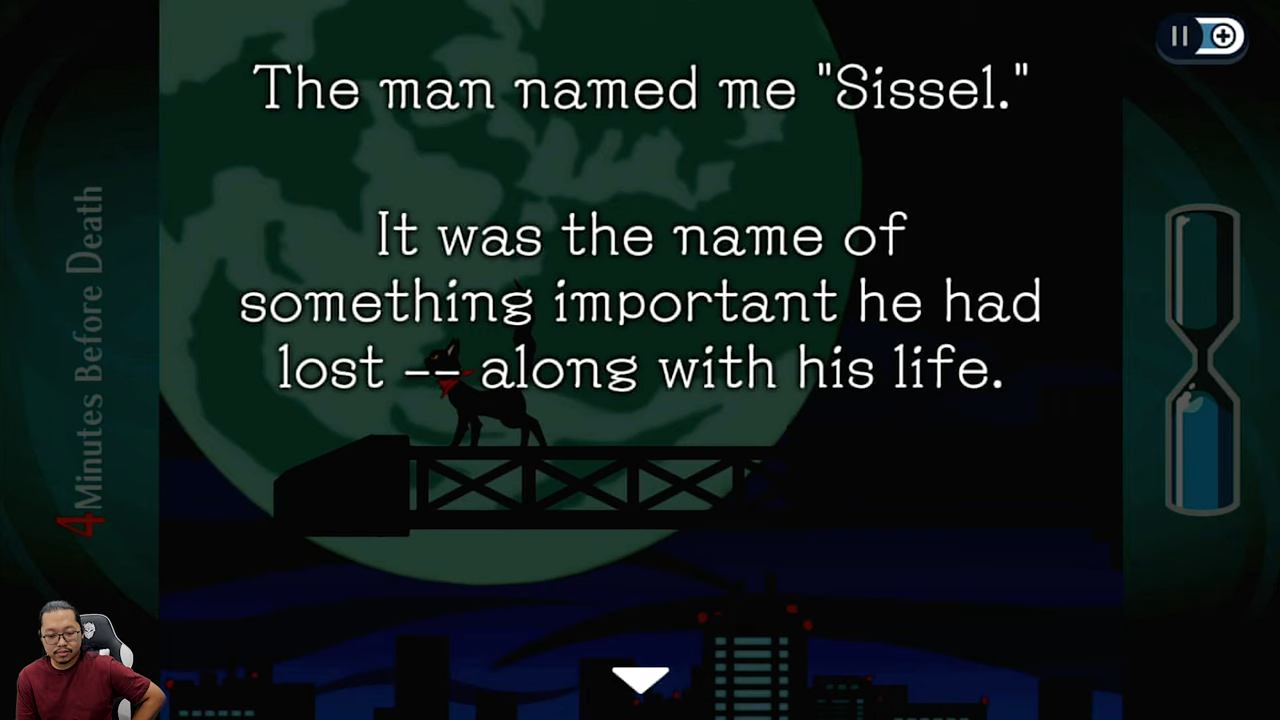 The man named me "Sissel."
It was the name of
something important he had
lost -- along with his life.
4 Minutes Before Death